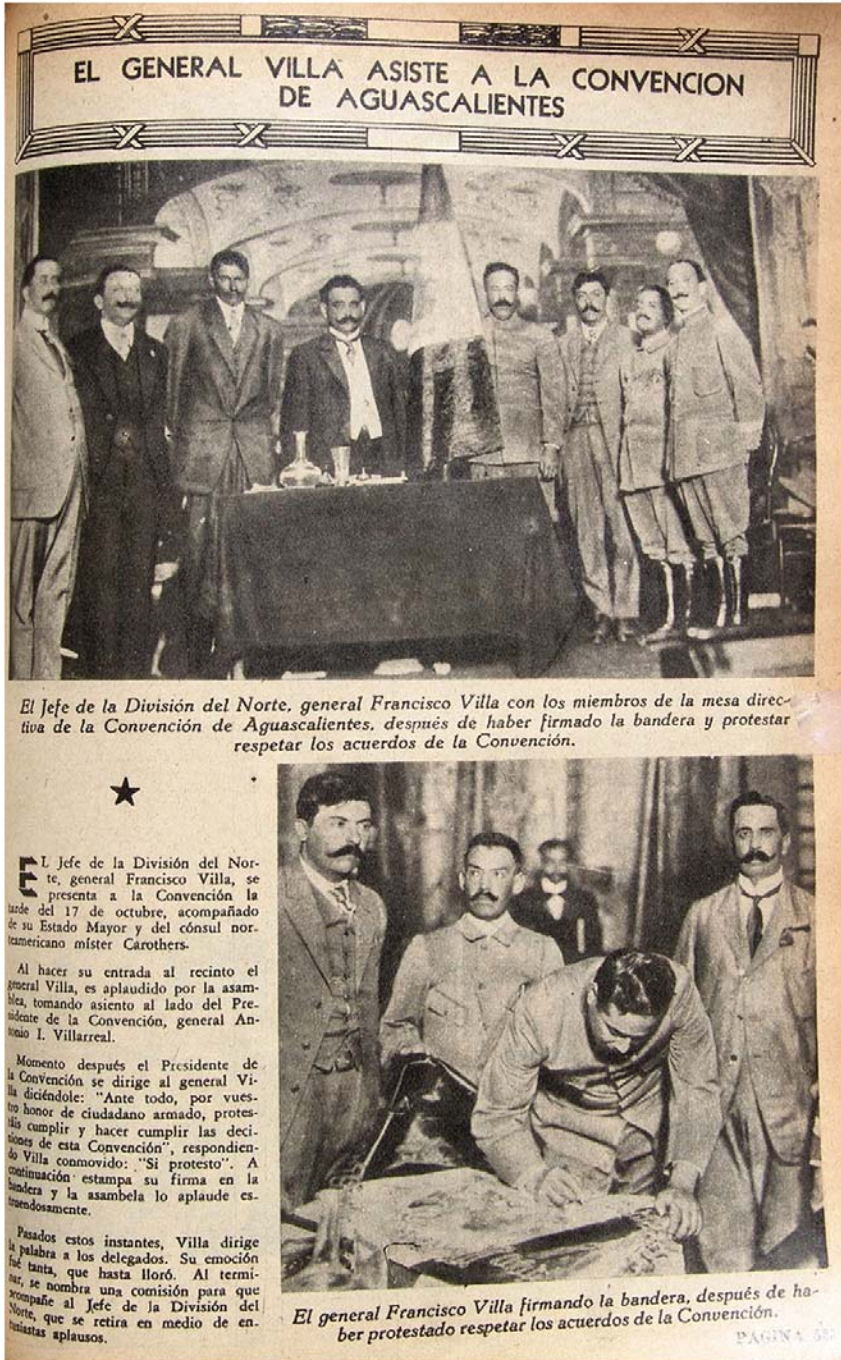 EL GENERAL VILLA ASISTE A LA CONVENCION
DE AGUASCALIENTES
El Jefe de la División del Norte, general Francisco Villa con los miembros de la mesa direc-
tiva de la Convención de Aguascalientes, después de haber firmado la bandera y protestar
respetar los acuerdos de la Convención.
EL Jefe de la División del Nor-
te, general Francisco Villa, se
presenta a la Convención la
tarde del 17 de octubre, acompañado
de su Estado Mayor y del cónsul nor-
teamericano míster Carothers.
Al hacer su entrada al recinto el
general Villa, es aplaudido por la asam-
blea, tomando asiento al lado del Pre-
sidente de la Convención, general An-
tonio I. Villarreal.
Momento después el Presidente de
la Convención se dirige al general Vi-
lla diciéndole: "Ante todo, por vues-
tro honor de ciudadano armado, protes-
táis cumplir y hacer cumplir las deci-
siones de esta Convención", respondien-
do Villa conmovido: "Si protesto". A
continuación estampa su firma en la
bandera y la asambela lo aplaude es-
truendosamente.
Pasados estos instantes, Villa dirige
la palabra a los delegados. Su emoción
fué tanta, que hasta lloró. Al termi-
nar, se nombra una comisión para que
acompañe al Jefe de la División del
Norte, que se retira en medio de en-
tusiastas aplausos.
El general Francisco Villa firmando la bandera, después de ha-
ber protestado respetar los acuerdos de la Convención.
PAGINA